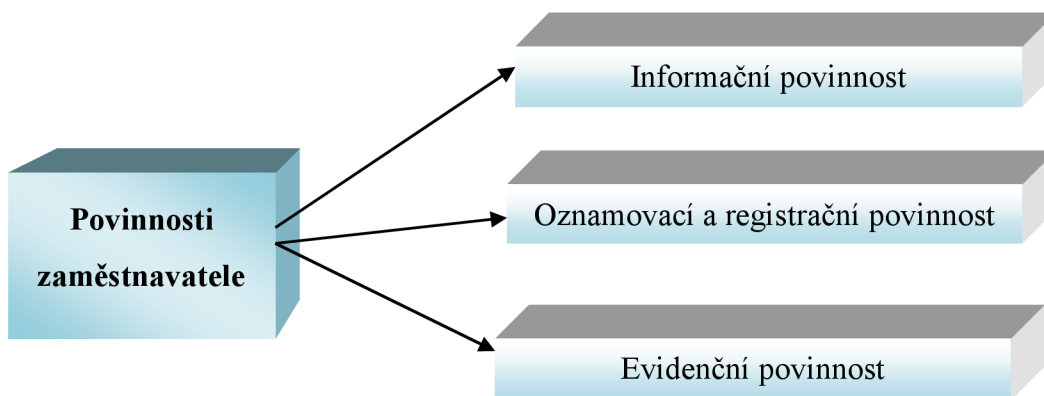 Informační povinnost
Povinnosti
zaměstnavatele
Oznamovací a registrační povinnost
Evidenční povinnost